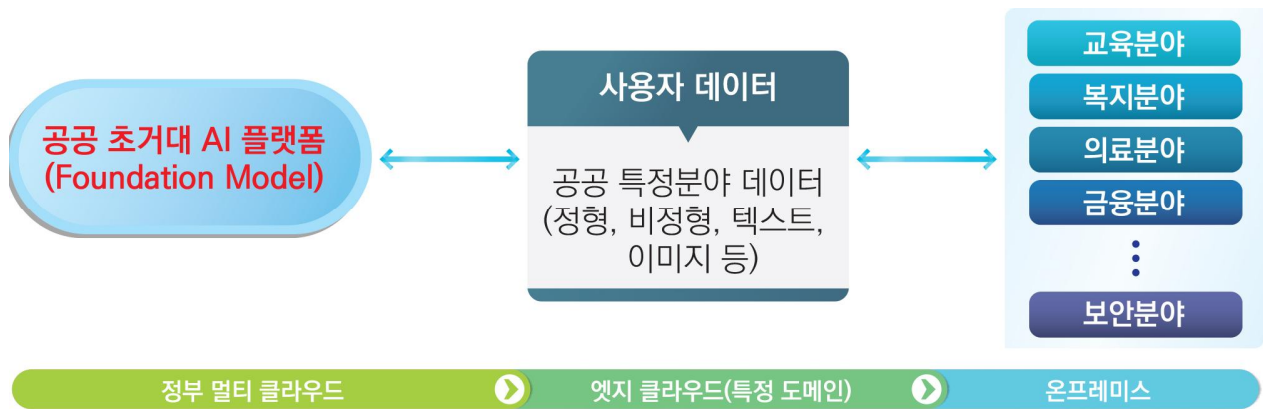 공공 초거대 AI 플랫폼
(Foundation Model)
사용자 데이터
공공 특정분야 데이터
(정형, 비정형, 텍스트,
이미지 등)
교육분야
복지분야
의료분야
금융분야
보안분야
정부 멀티 클라우드
엣지 클라우드(특정 도메인)
온프레미스